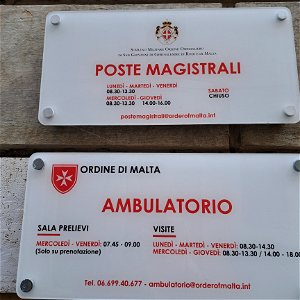 SOVRANO MILITARE ORDINE OSPEDALIERO
DI SAN GIOVANNI DI GERUSALEMME DI RODI E DI MALTA
POSTE MAGISTRALI
LUNEDÌ - MARTEDÌ - VENERDÌ
08.30-13.30
MERCOLEDÌ - GIOVEDÌ
08.30-13.30 14.00-16.00
SABATO
CHIUSO
postemagistrali@orderofmalta.int
ORDINE DI MALTA
AMBULATORIO
SALA PRELIEVI
MERCOLEDÌ - VENERDÌ: 07.45 - 09.00
(Solo su prenotazione)
VISITE
LUNEDÌ - MARTEDÌ - VENERDÌ: 08.30-14.30
MERCOLEDÌ - GIOVEDÌ: 08.30-13.30 / 14.00 - 18.00
Tel. 06.699.40.677 - ambulatorio@orderofmalta.int